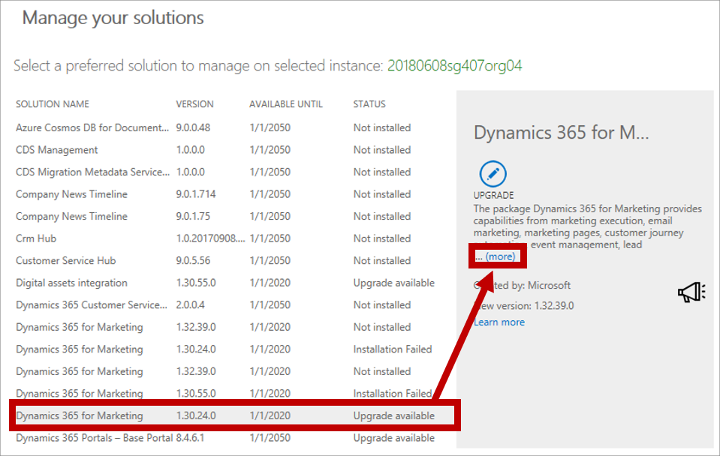 Manage your solutions
Select a preferred solution to manage on selected instance: 20180608sg407org04
SOLUTION NAME VERSION AVAILABLE UNTIL STATUS
Azure Cosmos DB for Document... 9.0.0.48 1/1/2050 Not installed
CDS Management 1.0.0.0 1/1/2050 Not installed
CDS Migration Metadata Service... 1.0.0.0 1/1/2050 Not installed
Company News Timeline 9.0.1.714 1/1/2050 Not installed
Company News Timeline 9.0.1.75 1/1/2050 Not installed
Crm Hub 1.0.20170908.... 1/1/2050 Not installed
Customer Service Hub 9.0.5.56 1/1/2050 Not installed
Digital assets integration 1.30.55.0 1/1/2050 Upgrade available
Dynamics 365 Customer Service... 2.0.0.4 1/1/2050 Not installed
Dynamics 365 for Marketing 1.32.39.0 1/1/2020 Not installed
Dynamics 365 for Marketing 1.30.24.0 1/1/2020 Installation Failed
Dynamics 365 for Marketing 1.32.39.0 1/1/2020 Not installed
Dynamics 365 for Marketing 1.30.55.0 1/1/2020 Installation Failed
Dynamics 365 for Marketing 1.30.24.0 1/1/2020 Upgrade available
Dynamics 365 Portals – Base Portal 8.4.6.1 1/1/2050 Not installed
Dynamics 365 for M...
UPGRADE
The package Dynamics 365 for Marketing provides
capabilities from marketing execution, email
marketing, marketing pages, customer journey
event management, lead
... (more)
by: Microsoft
version: 1.32.39.0
Learn more